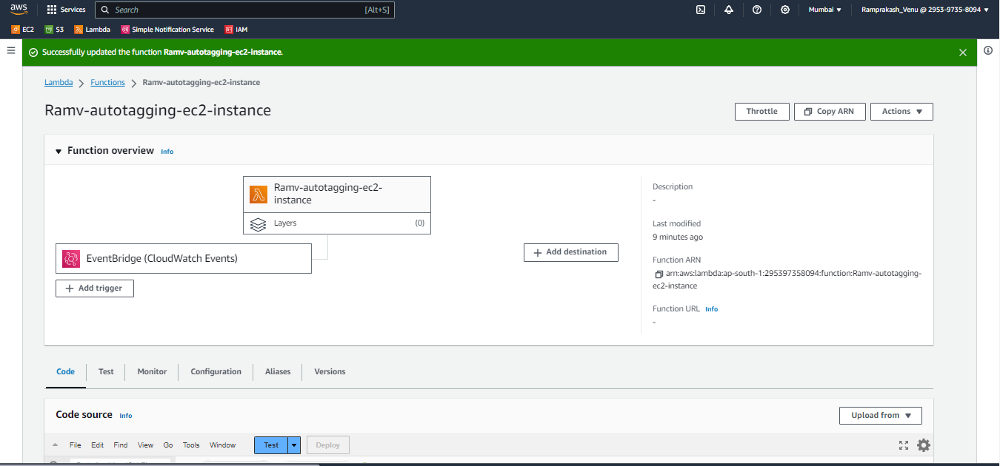 aws
Services
Search
[Alt+S]
Mumbai
Ramprakash_Venu @ 2953-9735-8094
EC2
S3
Lambda
Simple Notification Service
IAM
Successfully updated the function Ramv-autotagging-ec2-instance.
Lambda
Functions
Ramv-autotagging-ec2-instance
Ramv-autotagging-ec2-instance
Throttle
Copy ARN
Actions
Function overview
Info
Ramv-autotagging-ec2-
instance
Layers
(0)
EventBridge (CloudWatch Events)
Add trigger
Add destination
Description
-
Last modified
9 minutes ago
Function ARN
arn:aws:lambda:ap-south-1:295397358094:function:Ramv-autotagging-
ec2-instance
Function URL
Info
-
Code
Test
Monitor
Configuration
Aliases
Versions
Code source
Info
Upload from
File
Edit
Find
View
Go
Tools
Window
Test
Deploy